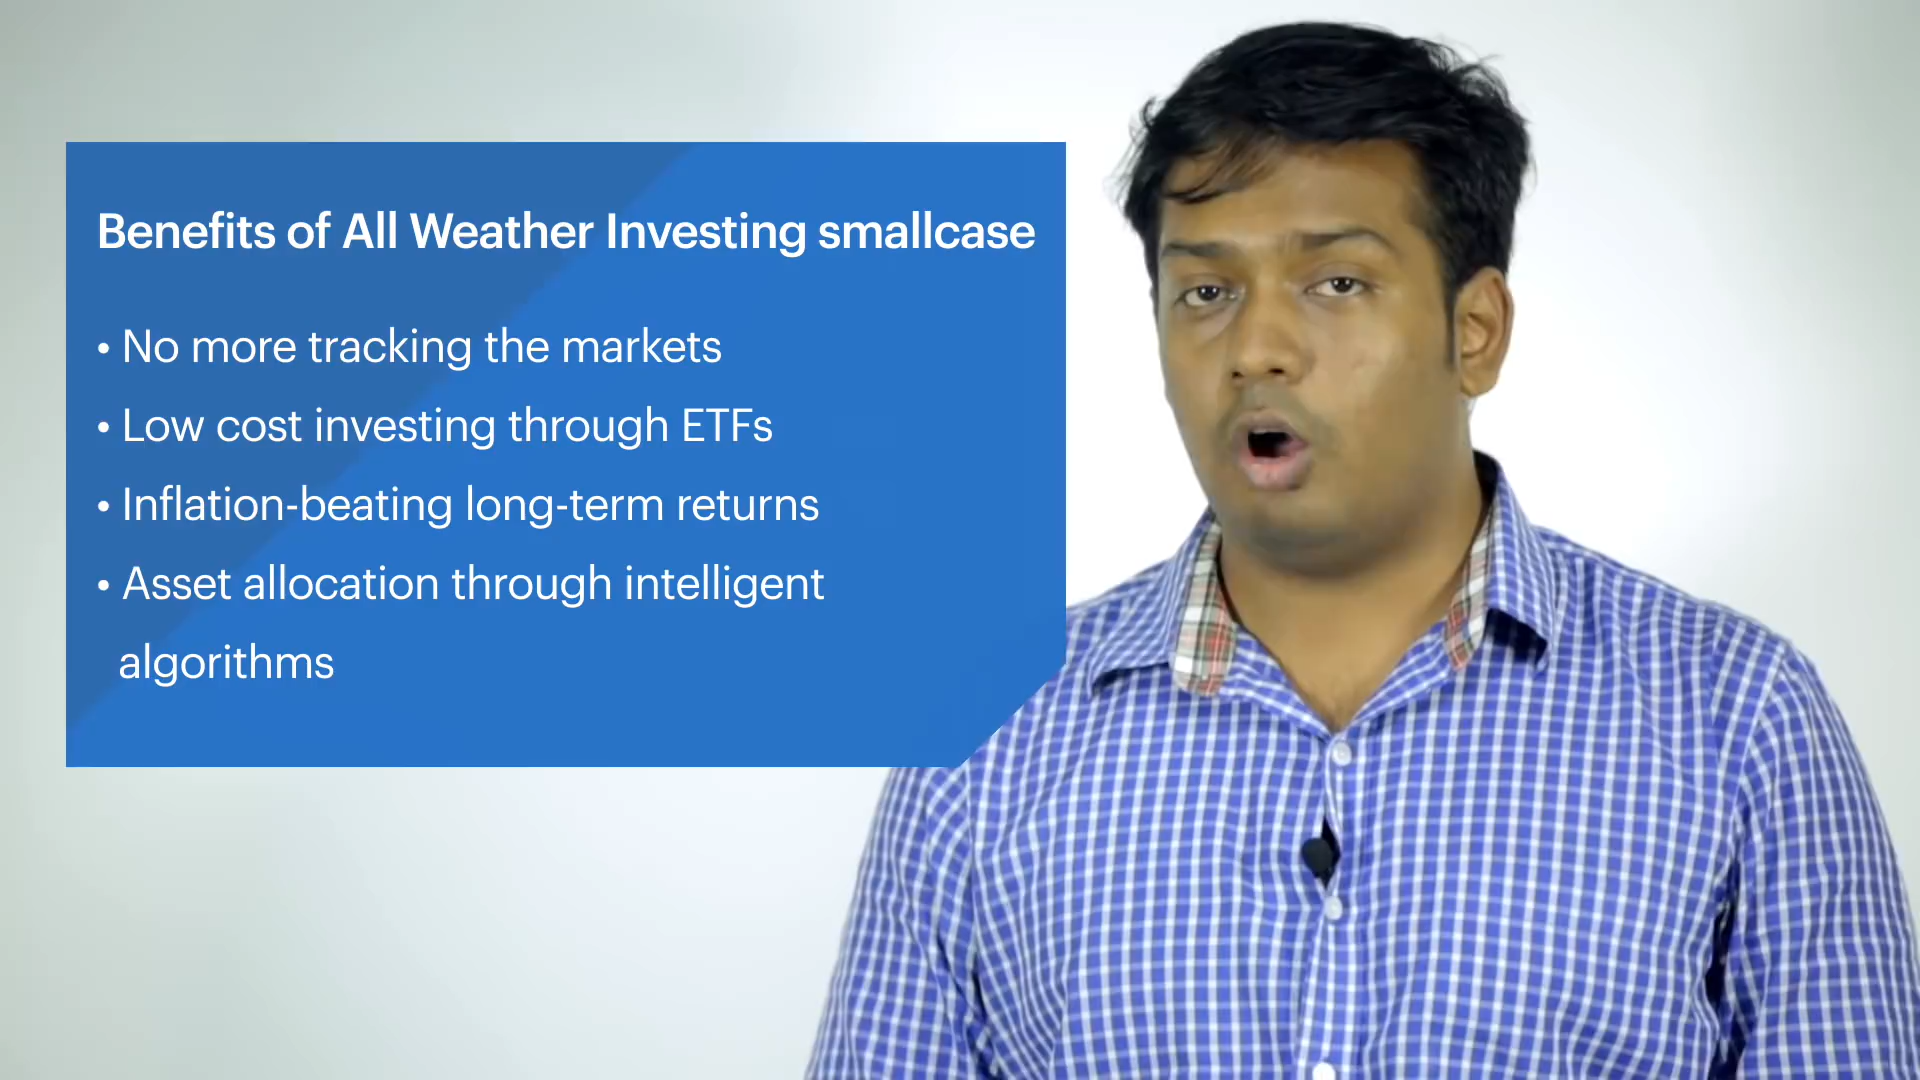 Benefits of All Weather Investing smallcase
• No more tracking the markets
• Low cost investing through ETFs
• Inflation-beating long-term returns
• Asset allocation through intelligent
algorithms